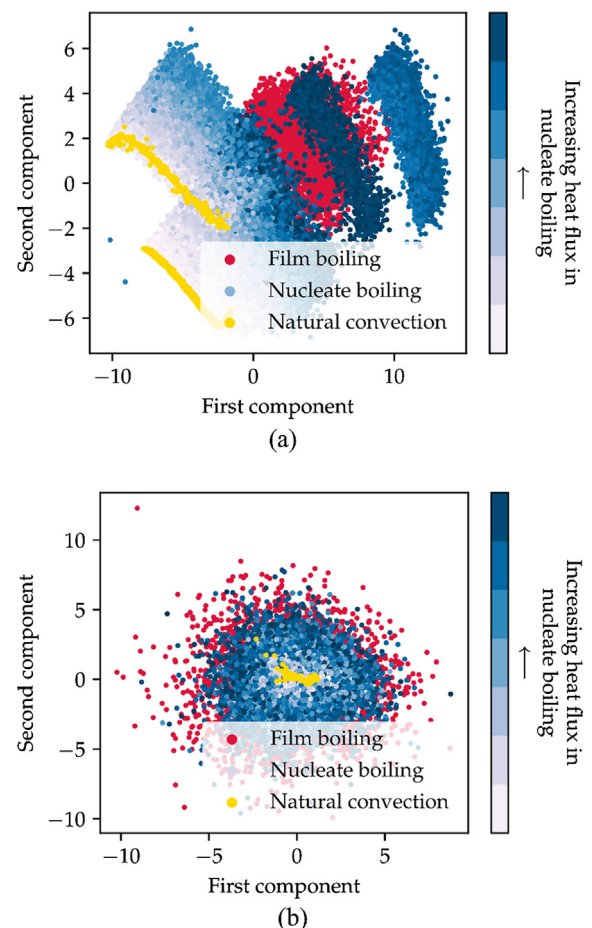 6
4
2
0
−2
−4
−6
Second component
Film boiling
Nucleate boiling
Natural convection
−10
0
10
First component
Increasing heat flux in
nucleate boiling
→
(a)
10
5
0
−5
−10
Second component
Film boiling
Nucleate boiling
Natural convection
−10
−5
0
5
First component
Increasing heat flux in
nucleate boiling
→
(b)